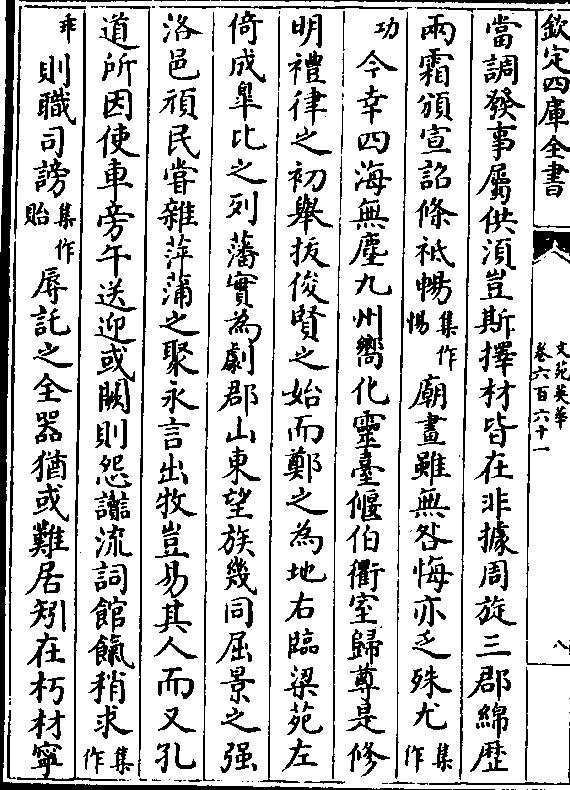 欽定四庫全書
文苑英華
卷六百六十一
八
當調發事屬供湏豈斯擇材皆在非據周旋三郡綿歴
兩霜頒宣詔條祗暢集作惕廟畫雖無咎悔亦乏殊尤集作
功今幸四海無塵九州嚮化靈臺偃伯衢室歸尊是修
明禮律之初舉拔俊賢之始而鄭之為地右臨梁苑左
倚成臯比之列藩實為劇郡山東望族幾同屈景之强
洛邑頑民嘗雜萑蒲之聚永言出牧豈易其人而又孔
道所因使車旁午送迎或闕則怨讟流詞館餼稍求集作
乖則職司謗集作貽辱託之全器猶或難居矧在朽材寧